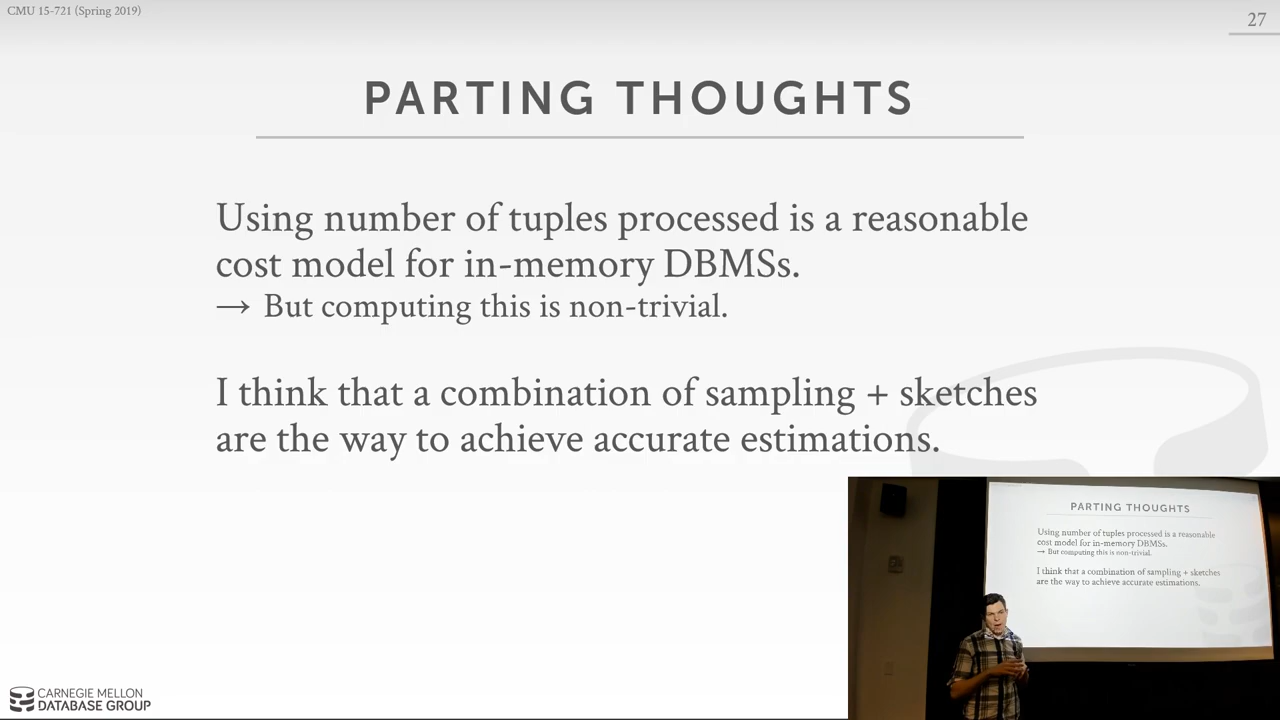 CMU 15-721 (Spring 2019)
27
PARTING THOUGHTS
Using number of tuples processed is a reasonable
cost model for in-memory DBMSs.
→ But computing this is non-trivial.
I think that a combination of sampling + sketches
are the way to achieve accurate estimations.
PARTING THOUGHTS
Using number of tuples processed is a reasonable
cost model for in-memory DBMSs.
→ But computing this is non-trivial.
I think that a combination of sampling + sketches
are the way to achieve accurate estimations.
CARNEGIE MELLON
DATABASE GROUP